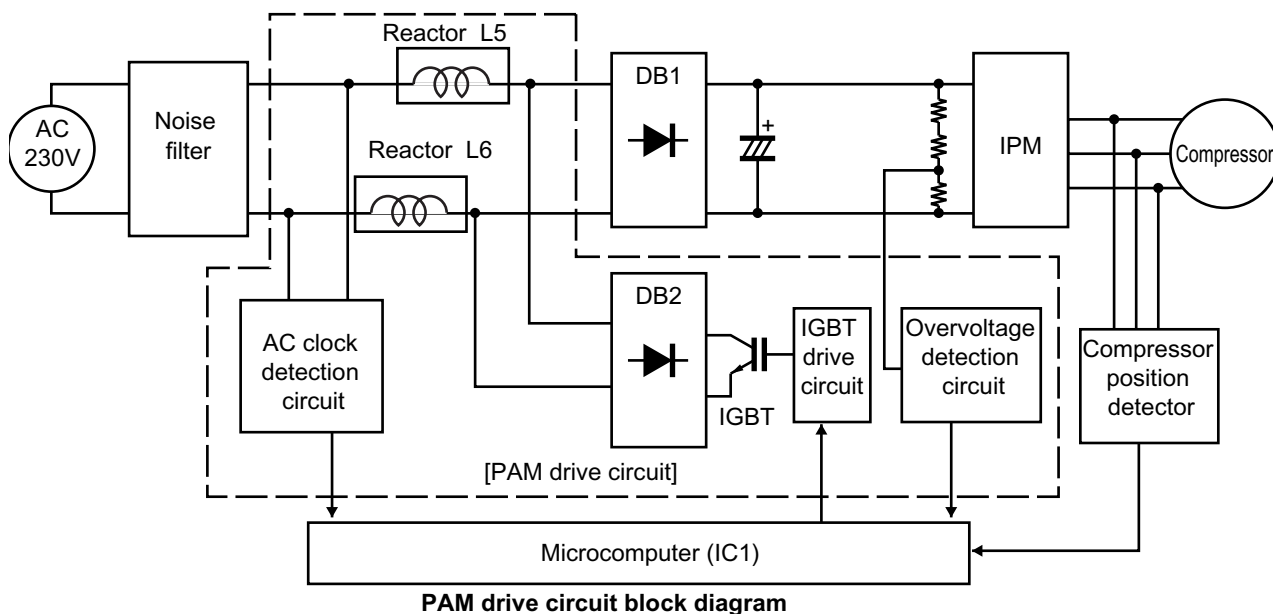 Reactor L5
AC
230V
Noise
filter
DB1
+
IPM
Compressor
Reactor L6
DB2
AC clock
detection
circuit
IGBT
IGBT
drive
circuit
Overvoltage
detection
circuit
Compressor
position
detector
[PAM drive circuit]
Microcomputer (IC1)
PAM drive circuit block diagram